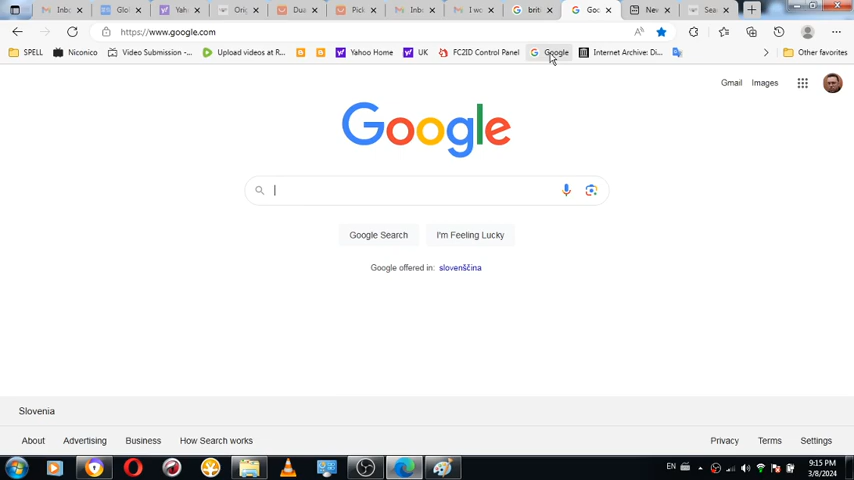 Inbo
Glo
Yah
Orig
Dua
Pick
Inb
I wo
briti
Goo
New
Sea
https://www.google.com
SPELL
Niconico
Video Submission -...
Upload videos at R...
Yahoo Home
UK
FC2ID Control Panel
Google
Internet Archive: Di...
Other favorites
Gmail Images
Google
Google Search
I'm Feeling Lucky
Google offered in: slovenščina
Slovenia
About Advertising Business How Search works
Privacy Terms Settings
EN
9:15 PM
3/8/2024